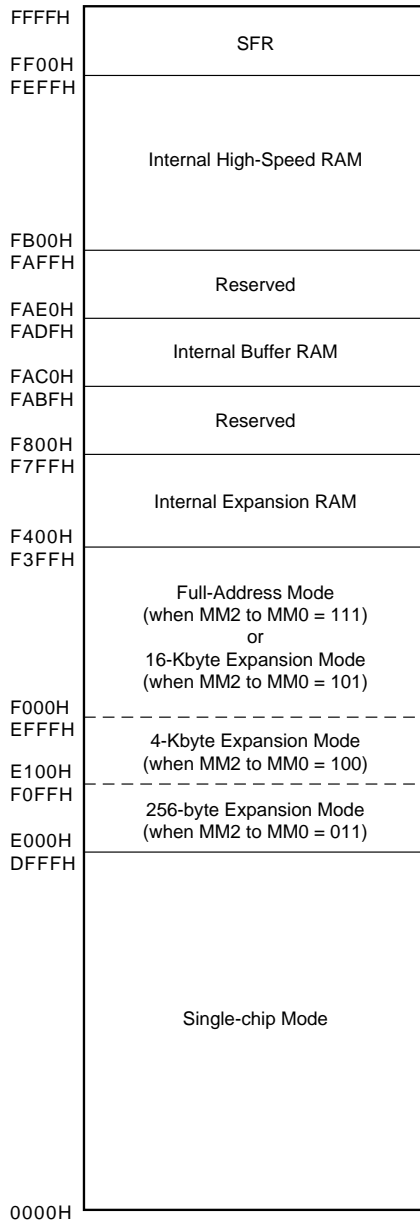 FFFFH
SFR
FF00H
FEFFH
Internal High-Speed RAM
FB00H
FAFFH
Reserved
FAE0H
FADFH
Internal Buffer RAM
FAC0H
FABFH
Reserved
F800H
F7FFH
Internal Expansion RAM
F400H
F3FFH
Full-Address Mode
(when MM2 to MM0 = 111)
or
16-Kbyte Expansion Mode
(when MM2 to MM0 = 101)
F000H
EFFFH
4-Kbyte Expansion Mode
(when MM2 to MM0 = 100)
E100H
F0FFH
256-byte Expansion Mode
(when MM2 to MM0 = 011)
E000H
DFFFH
Single-chip Mode
0000H